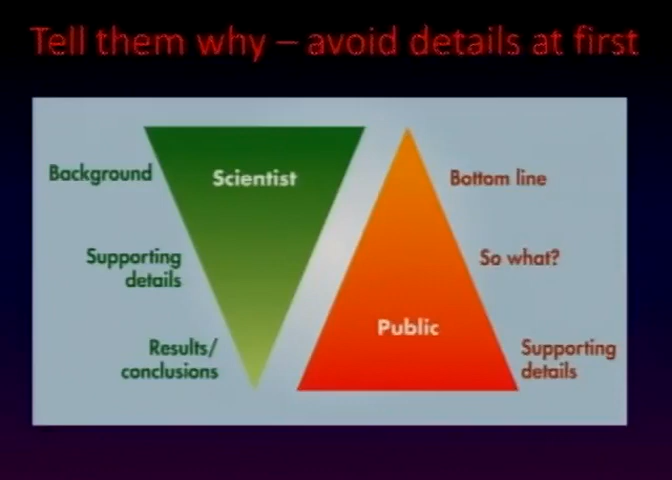 Tell them why – avoid details at first
Background
Scientist
Supporting
details
Results/
conclusions
Bottom line
So what?
Public
Supporting
details